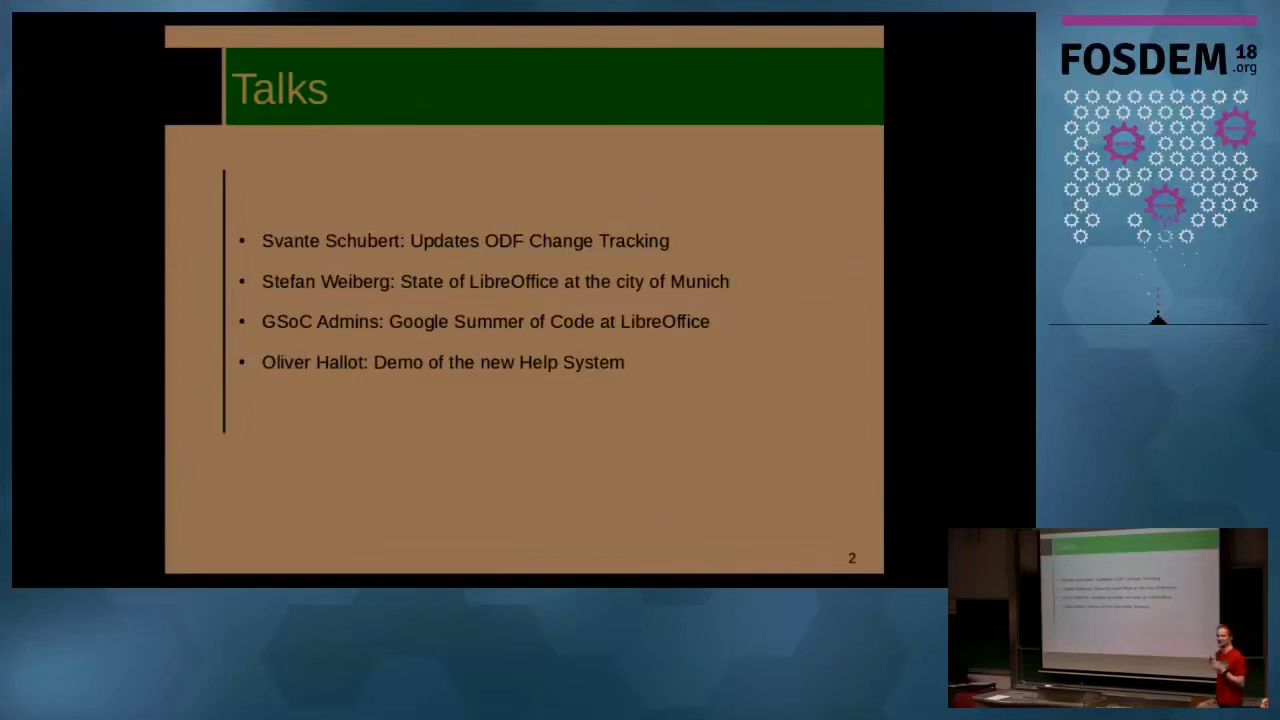 Talks
• Svante Schubert: Updates ODF Change Tracking
• Stefan Weiberg: State of LibreOffice at the city of Munich
• GSoC Admins: Google Summer of Code at LibreOffice
• Oliver Hallot: Demo of the new Help System
2
FOSDEM 18
.org